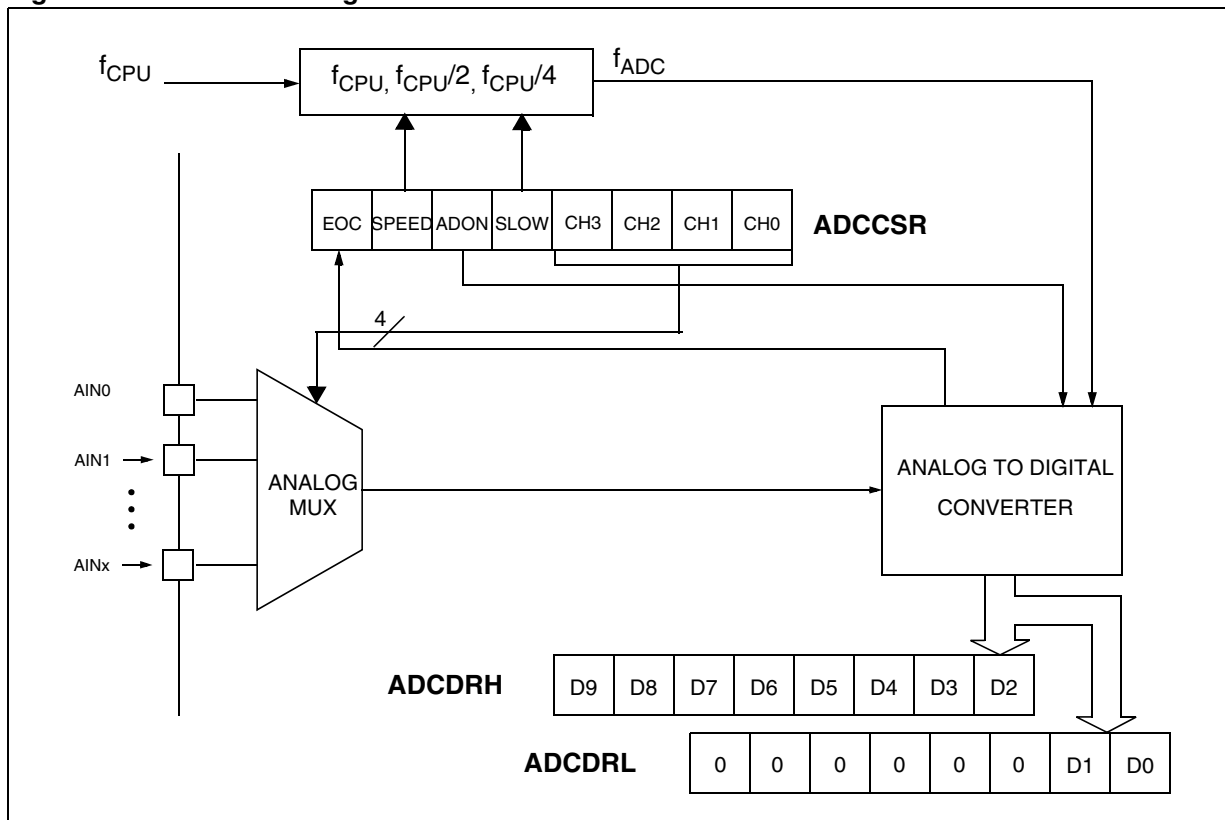 fCPU
fCPU, fCPU/2, fCPU/4
fADC
EOC SPEED ADON SLOW CH3 CH2 CH1 CH0
ADCCSR
4
AIN0
AIN1
AINx
ANALOG
MUX
ANALOG TO DIGITAL
CONVERTER
ADCDRH
D9 D8 D7 D6 D5 D4 D3 D2
ADCDRL
0 0 0 0 0 0 D1 D0